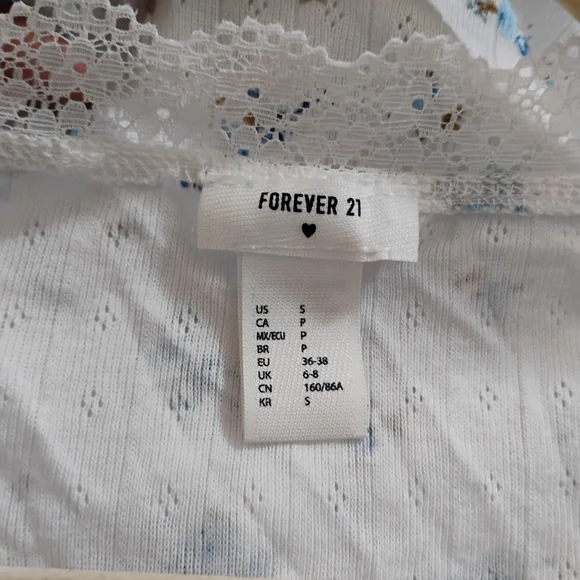 FOREVER 21
♥
US S
CA P
MX/ECU P
BR P
EU 36-38
UK 6-8
CN 160/86A
KR S